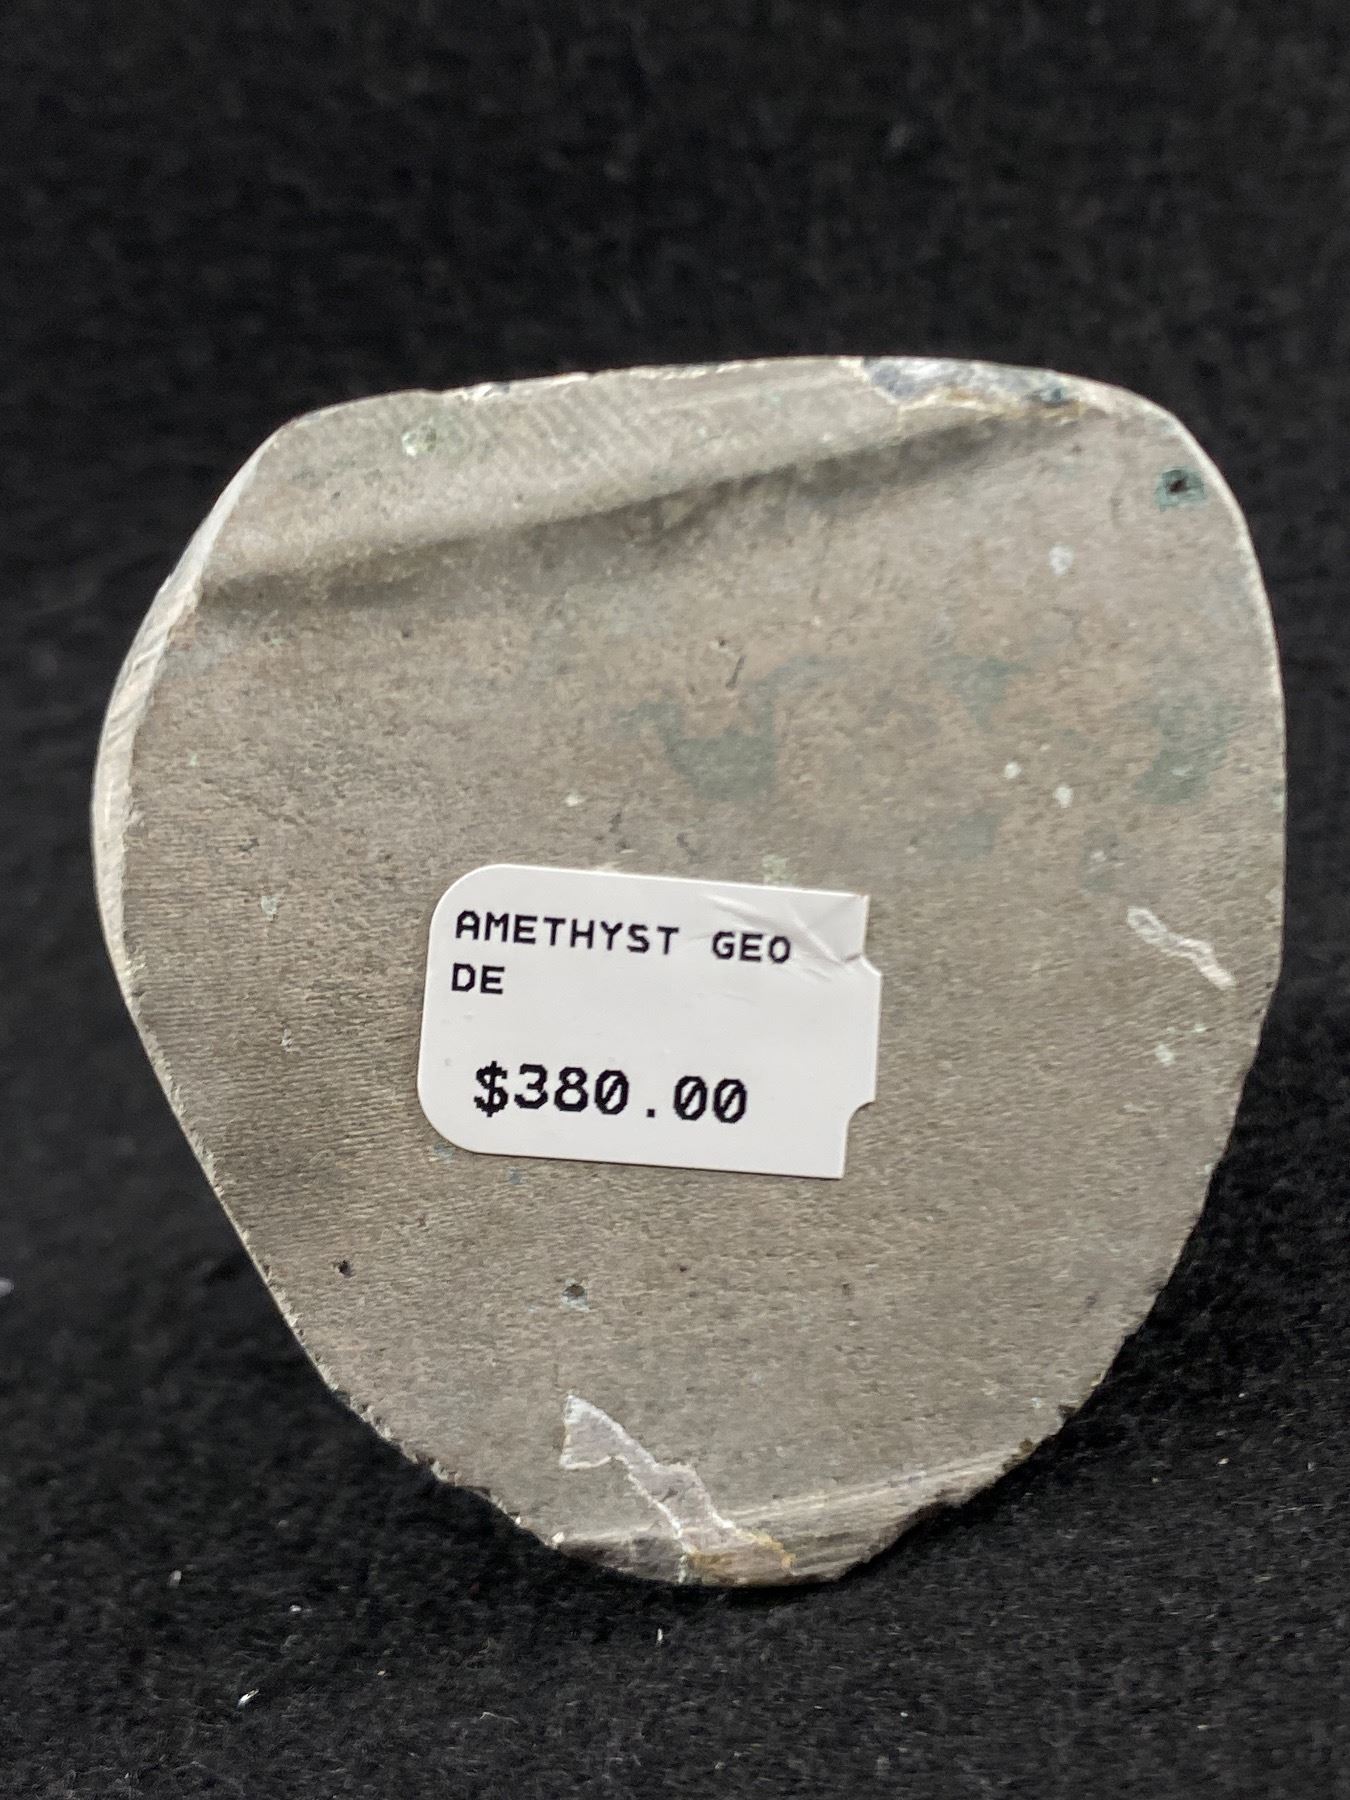 AMETHYST GEO
DE
$380.00